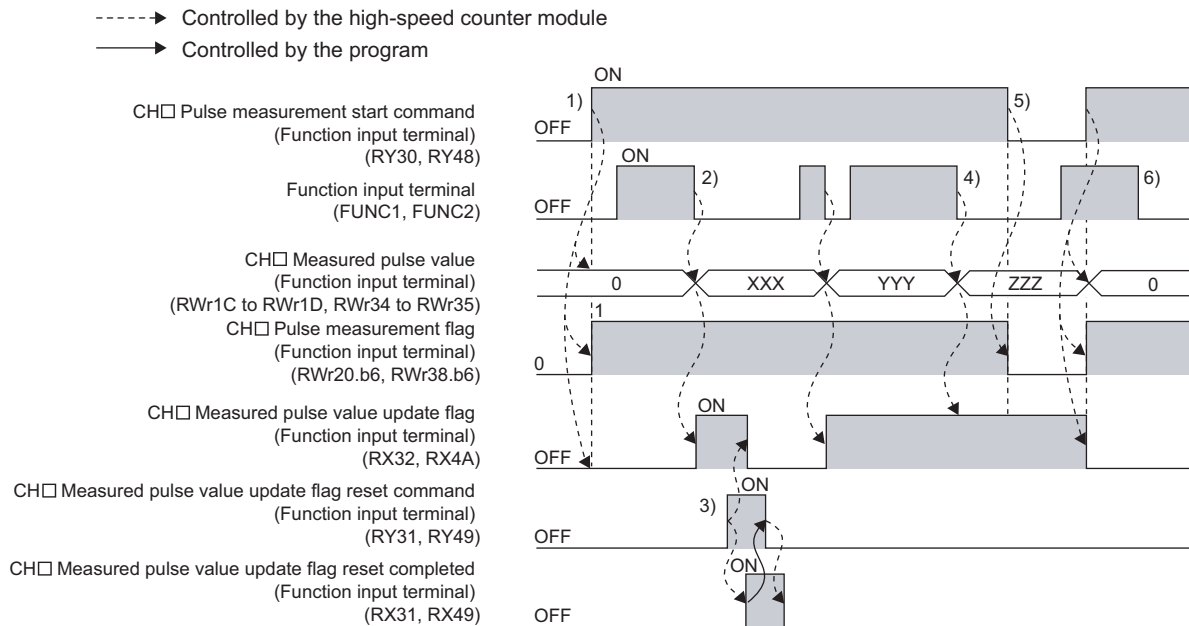 Controlled by the high-speed counter module
Controlled by the program
ON
1)
5)
CH□ Pulse measurement start command
(Function input terminal)
(RY30, RY48)
OFF
ON
2)
4)
6)
Function input terminal
(FUNC1, FUNC2)
OFF
CH□ Measured pulse value
(Function input terminal)
(RWr1C to RWr1D, RWr34 to RWr35)
0 XXX YYY ZZZ 0
CH□ Pulse measurement flag
(Function input terminal)
(RWr20.b6, RWr38.b6)
1
0
CH□ Measured pulse value update flag
(Function input terminal)
(RX32, RX4A)
ON
OFF
CH□ Measured pulse value update flag reset command
(Function input terminal)
(RY31, RY49)
ON
3)
OFF
CH□ Measured pulse value update flag reset completed
(Function input terminal)
(RX31, RX49)
ON
OFF